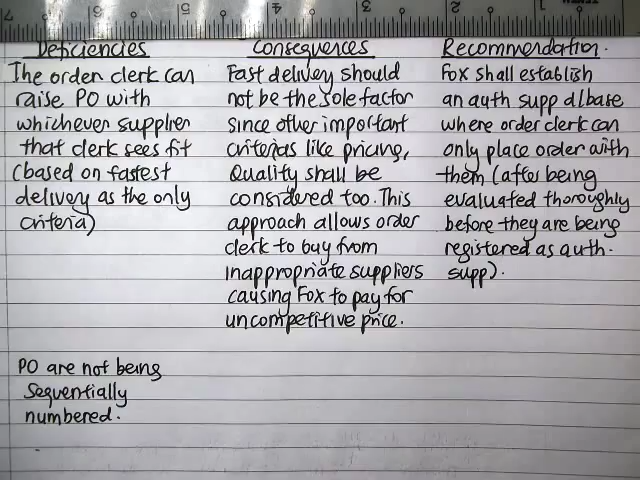 Deficiencies
The order clerk can
raise PO with
whichever supplier
that clerk sees fit
(based on fastest
delivery as the only
criteria)
PO are not being
sequentially
numbered.
Consequences
Fast delivery should
not be the sole factor
since other important
criterias like pricing,
quality shall be
considered too. This
approach allows order
clerk to buy from
inappropriate suppliers
causing Fox to pay for
uncompetitive price.
Recommendation.
Fox shall establish
an auth supp d/base
where order clerk can
only place order with
them (after being
evaluated thoroughly
before they are being
registered as auth.
supp).